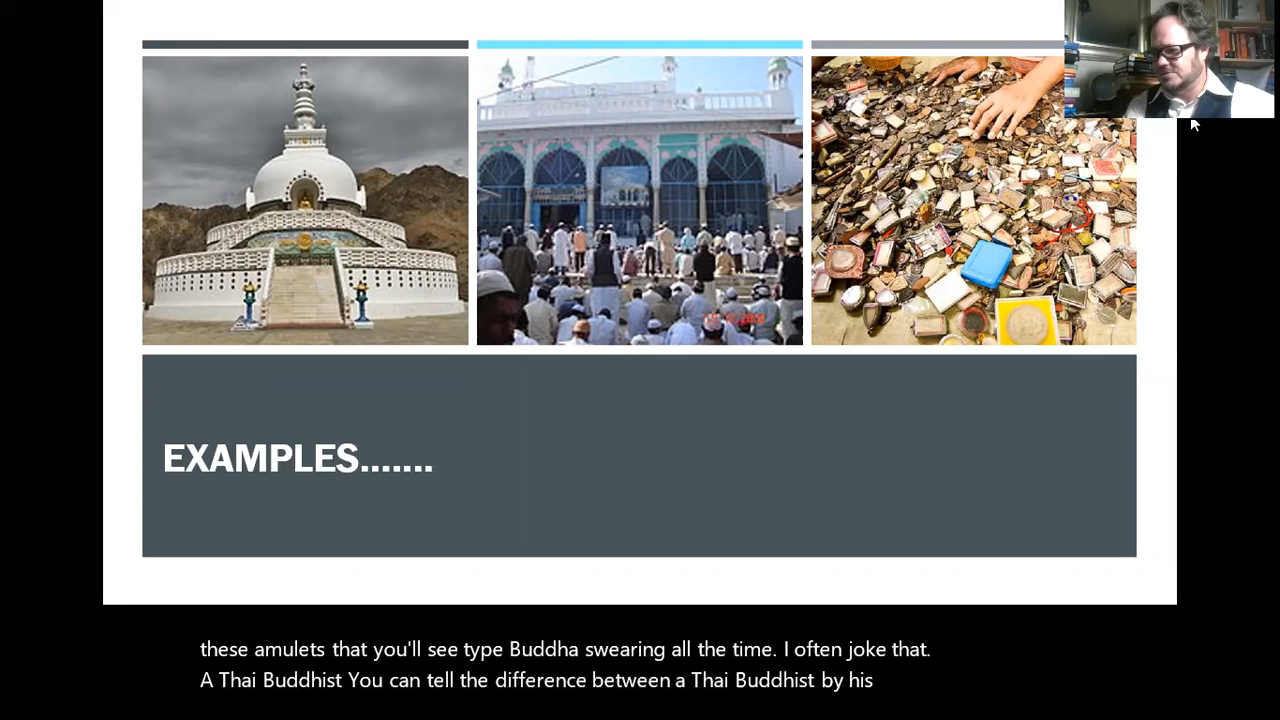 EXAMPLES.......
these amulets that you'll see type Buddha swearing all the time. I often joke that.
A Thai Buddhist You can tell the difference between a Thai Buddhist by his